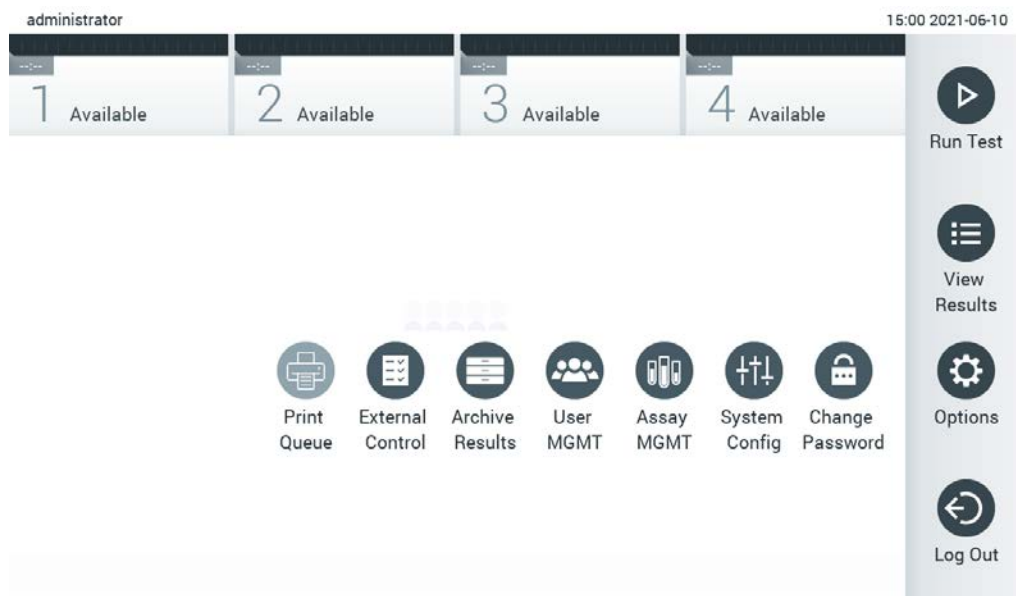 administrator
15:00 2021-06-10
--:--
1 Available
--:--
2 Available
--:--
3 Available
--:--
4 Available
Run Test
View
Results
Print
Queue
External
Control
Archive
Results
User
MGMT
Assay
MGMT
System
Config
Change
Password
Options
Log Out